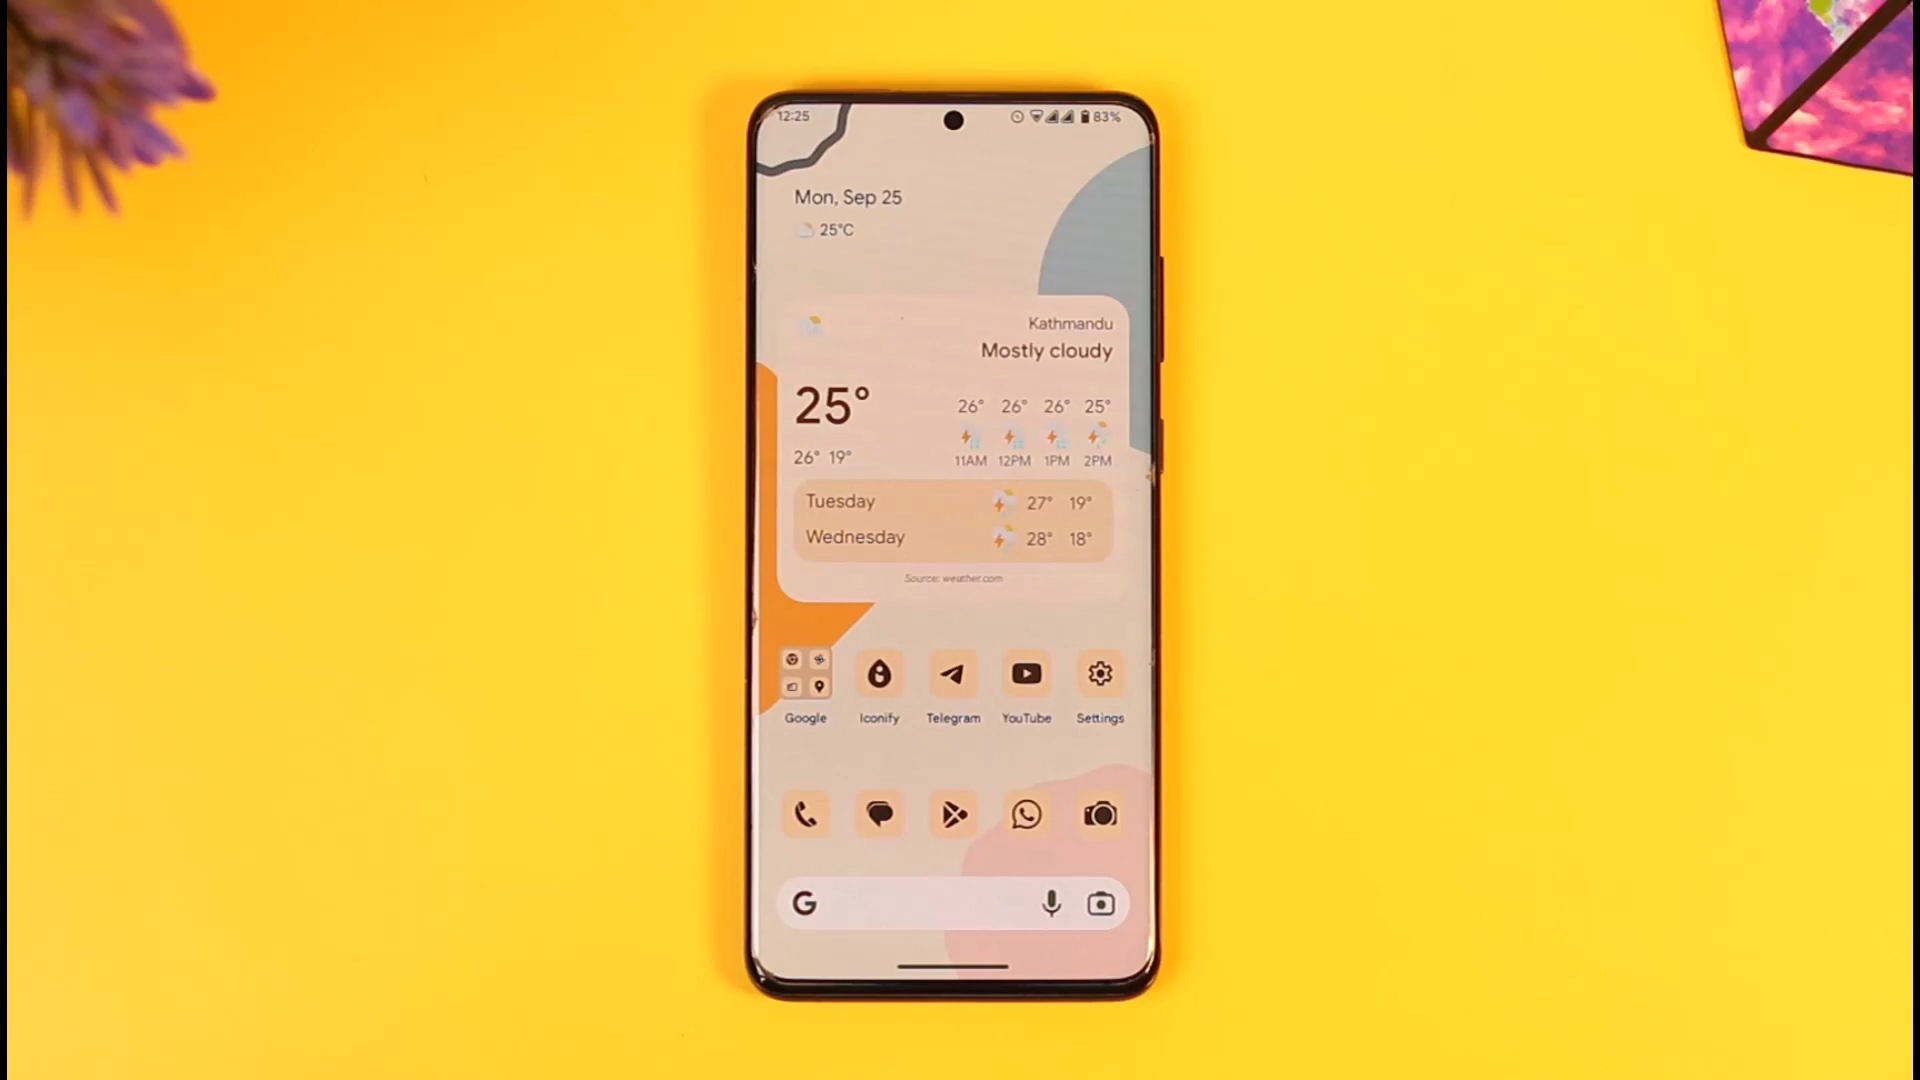 12:25
83%
Mon, Sep 25
25°C
Kathmandu
Mostly cloudy
25°
26° 26° 26° 25°
26° 19°
11AM 12PM 1PM 2PM
Tuesday 27° 19°
Wednesday 28° 18°
Source: weather.com
Google Iconify Telegram YouTube Settings
G